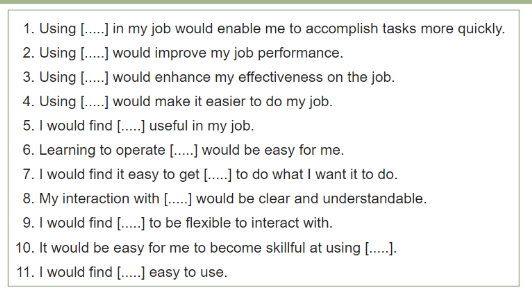 1. Using [.....] in my job would enable me to accomplish tasks more quickly.
2. Using [.....] would improve my job performance.
3. Using [.....] would enhance my effectiveness on the job.
4. Using [.....] would make it easier to do my job.
5. I would find [.....] useful in my job.
6. Learning to operate [.....] would be easy for me.
7. I would find it easy to get [.....] to do what I want it to do.
8. My interaction with [.....] would be clear and understandable.
9. I would find [.....] to be flexible to interact with.
10. It would be easy for me to become skillful at using [.....].
11. I would find [.....] easy to use.